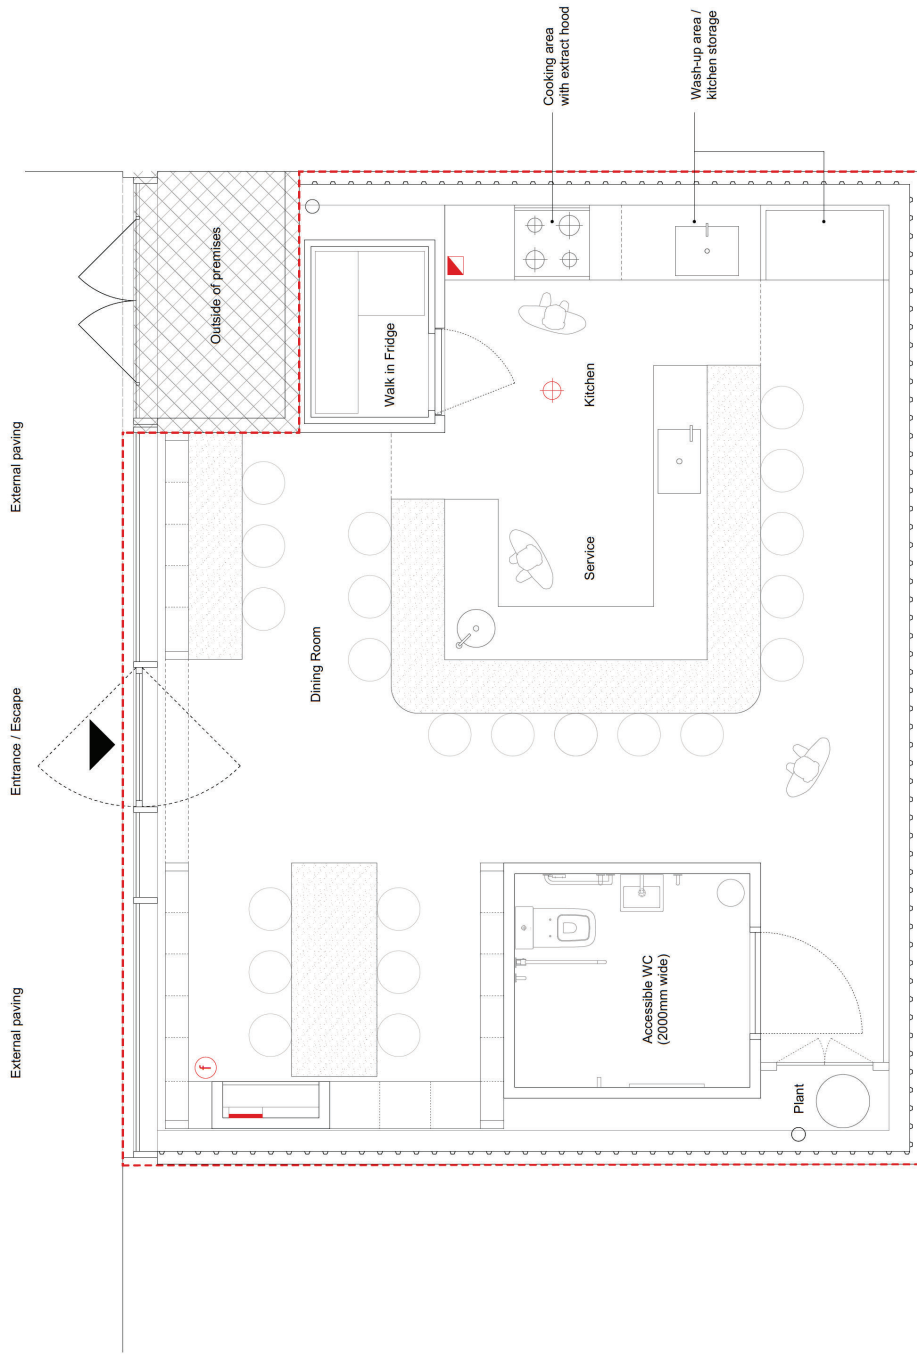 External paving
Entrance / Escape
External paving
Outside of premises
f
Dining Room
Walk in Fridge
Cooking area
with extract hood
Wash-up area /
kitchen storage
Kitchen
Service
Accessible WC
(2000mm wide)
Plant